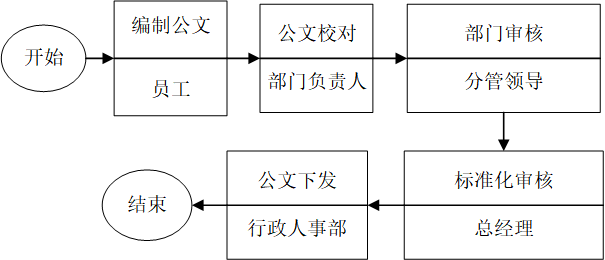 开始
编制公文
员工
公文校对
部门负责人
部门审核
分管领导
标准化审核
总经理
公文下发
行政人事部
结束